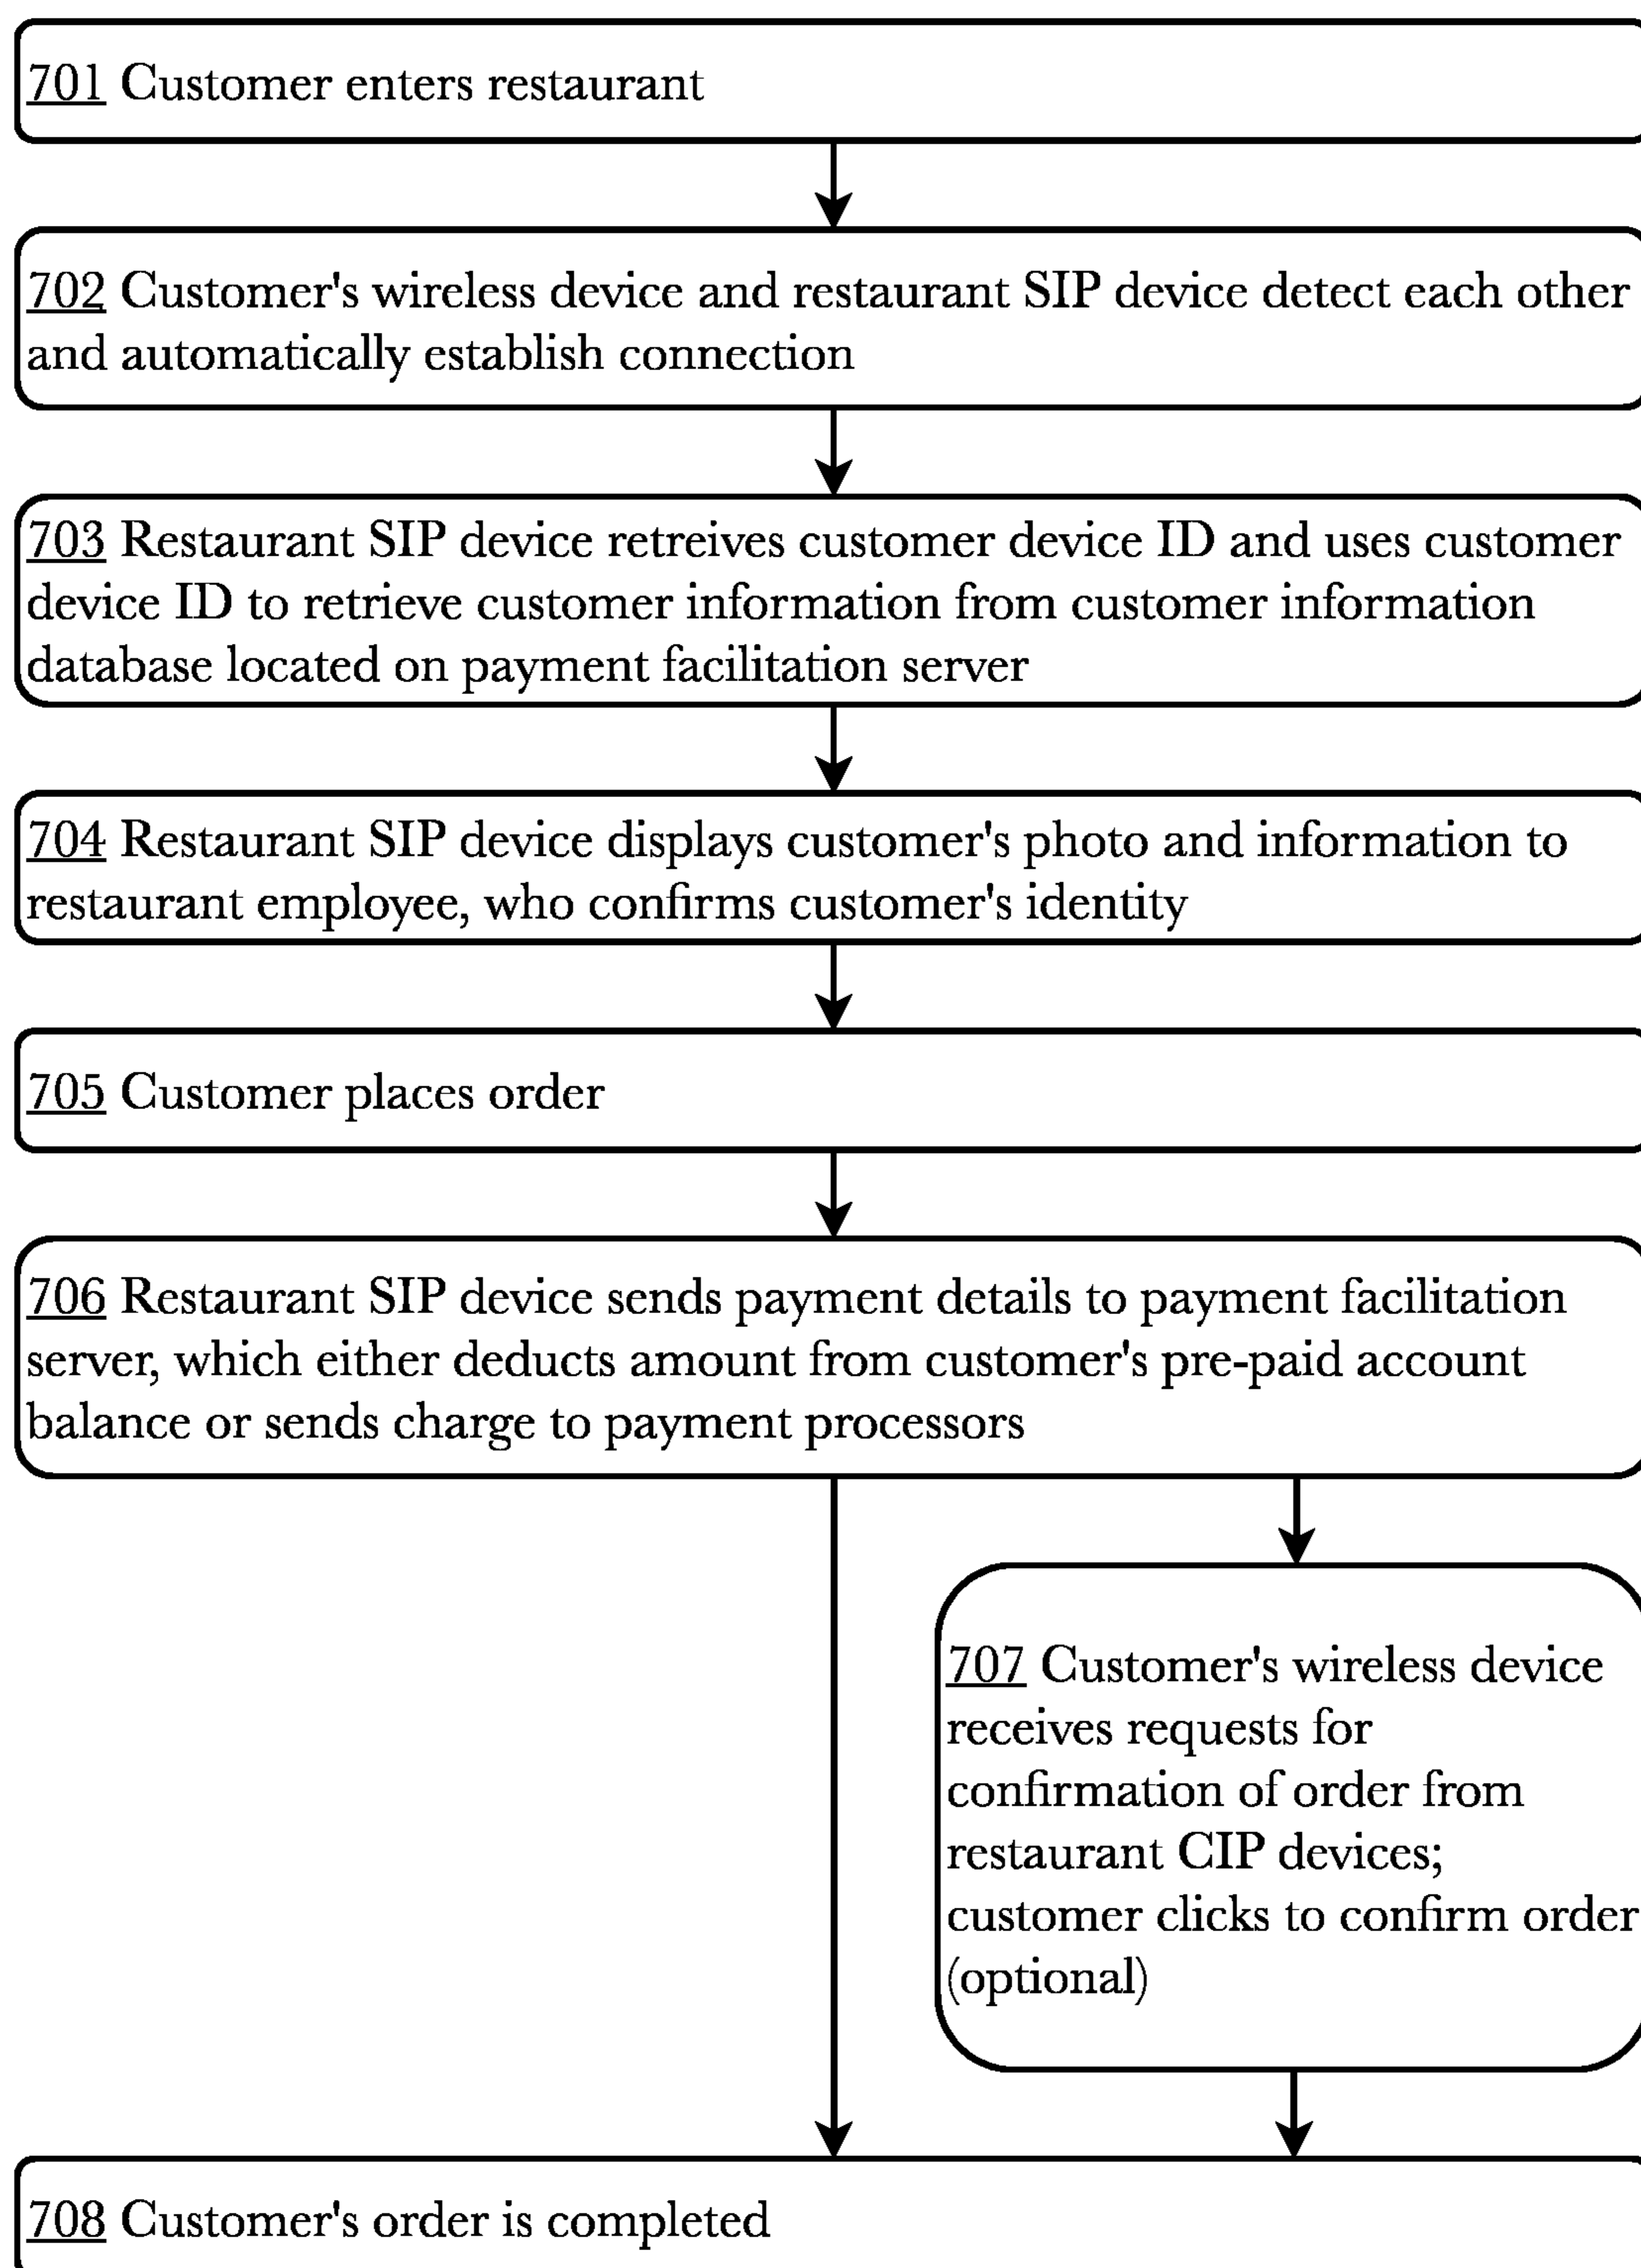 701 Customer enters restaurant
702 Customer's wireless device and restaurant SIP device detect each other
and automatically establish connection
703 Restaurant SIP device retreives customer device ID and uses customer
device ID to retrieve customer information from customer information
database located on payment facilitation server
704 Restaurant SIP device displays customer's photo and information to
restaurant employee, who confirms customer's identity
705 Customer places order
706 Restaurant SIP device sends payment details to payment facilitation
server, which either deducts amount from customer's pre-paid account
balance or sends charge to payment processors
707 Customer's wireless device
receives requests for
confirmation of order from
restaurant CIP devices;
customer clicks to confirm order
(optional)
708 Customer's order is completed